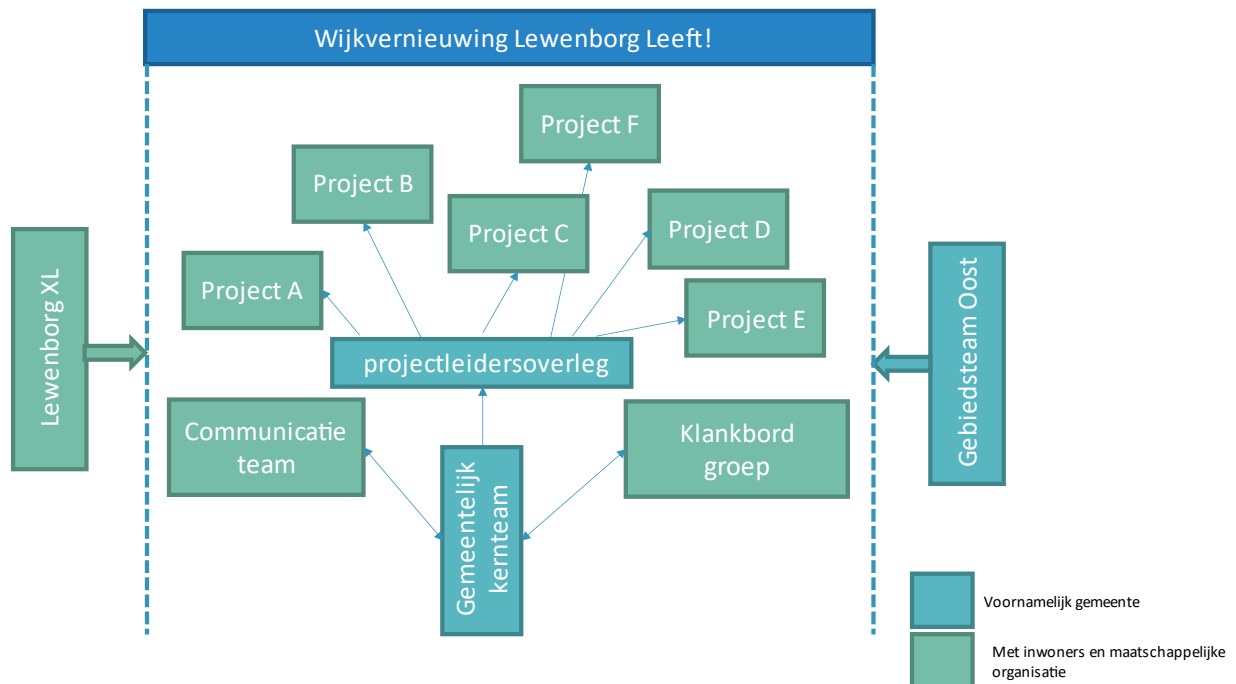 Wijkvernieuwing Lewenborg Leeft!
Project F
Project B
Project C
Project D
Project A
Project E
Lewenborg XL
Gebiedsteam Oost
projectleidersoverleg
Communicatie
team
Klankbord
groep
Gemeentelijk
kernteam
Voornamelijk gemeente
Met inwoners en maatschappelijke
organisatie